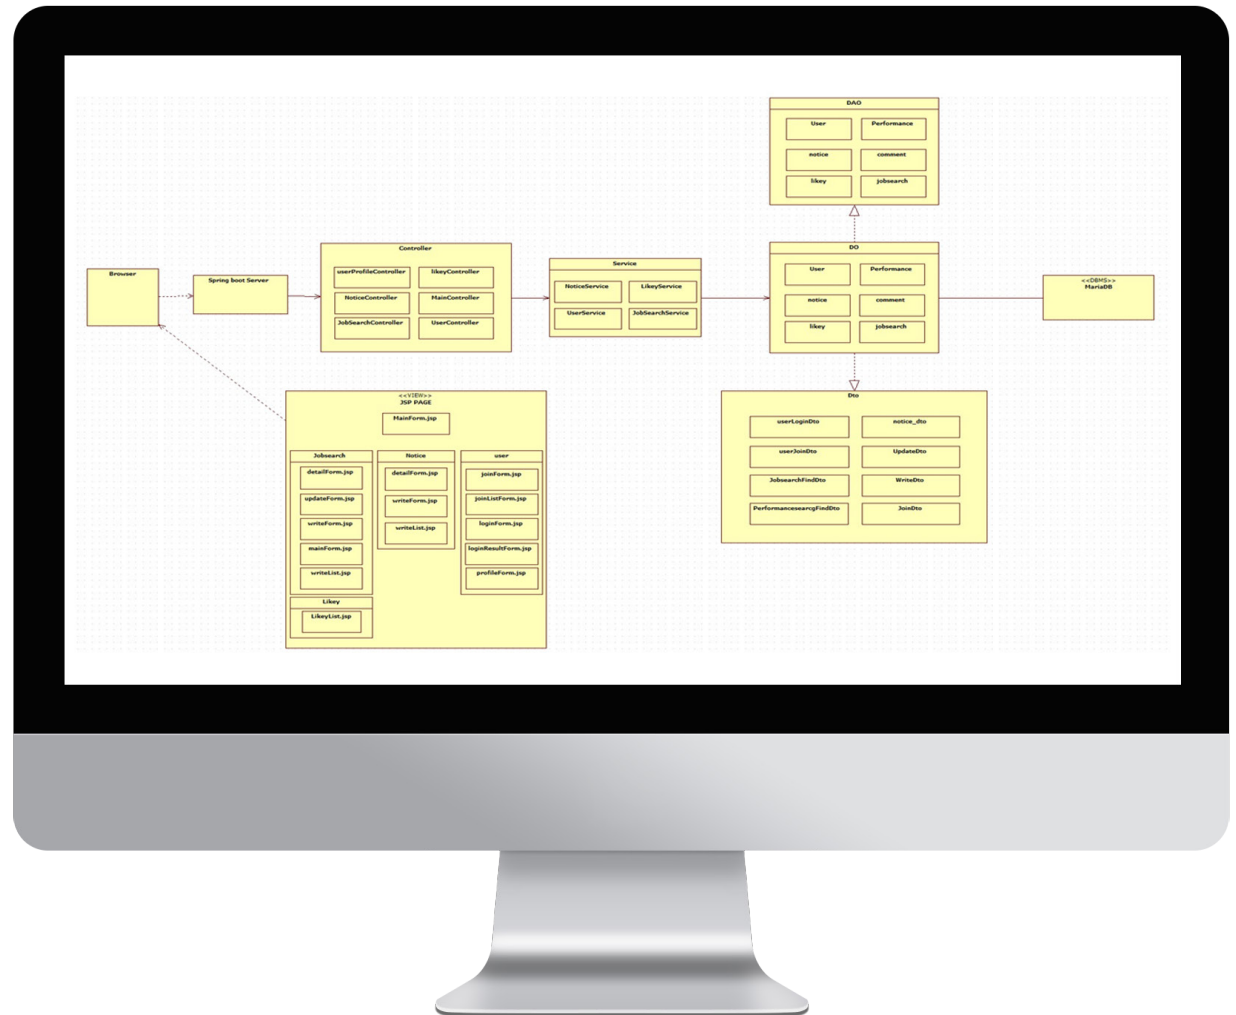 DAO
User
Performance
notice
comment
likey
jobsearch
Browser
Spring boot Server
Controller
userProfileController
likeyController
NoticeController
MainController
JobSearchController
UserController
Service
NoticeService
LikeyService
UserService
JobSearchService
DO
User
Performance
notice
comment
likey
jobsearch
<<DBMS>>
MariaDB
<<VIEW>>
JSP PAGE
MainForm.jsp
Jobsearch
detailForm.jsp
updateForm.jsp
writeForm.jsp
mainForm.jsp
writeList.jsp
Notice
detailForm.jsp
writeForm.jsp
writeList.jsp
user
joinForm.jsp
joinListForm.jsp
loginForm.jsp
loginResultForm.jsp
profileForm.jsp
Likey
LikeyList.jsp
Dto
userLoginDto
notice_dto
userJoinDto
UpdateDto
JobsearchFindDto
WriteDto
PerformancesearcgFindDto
JoinDto